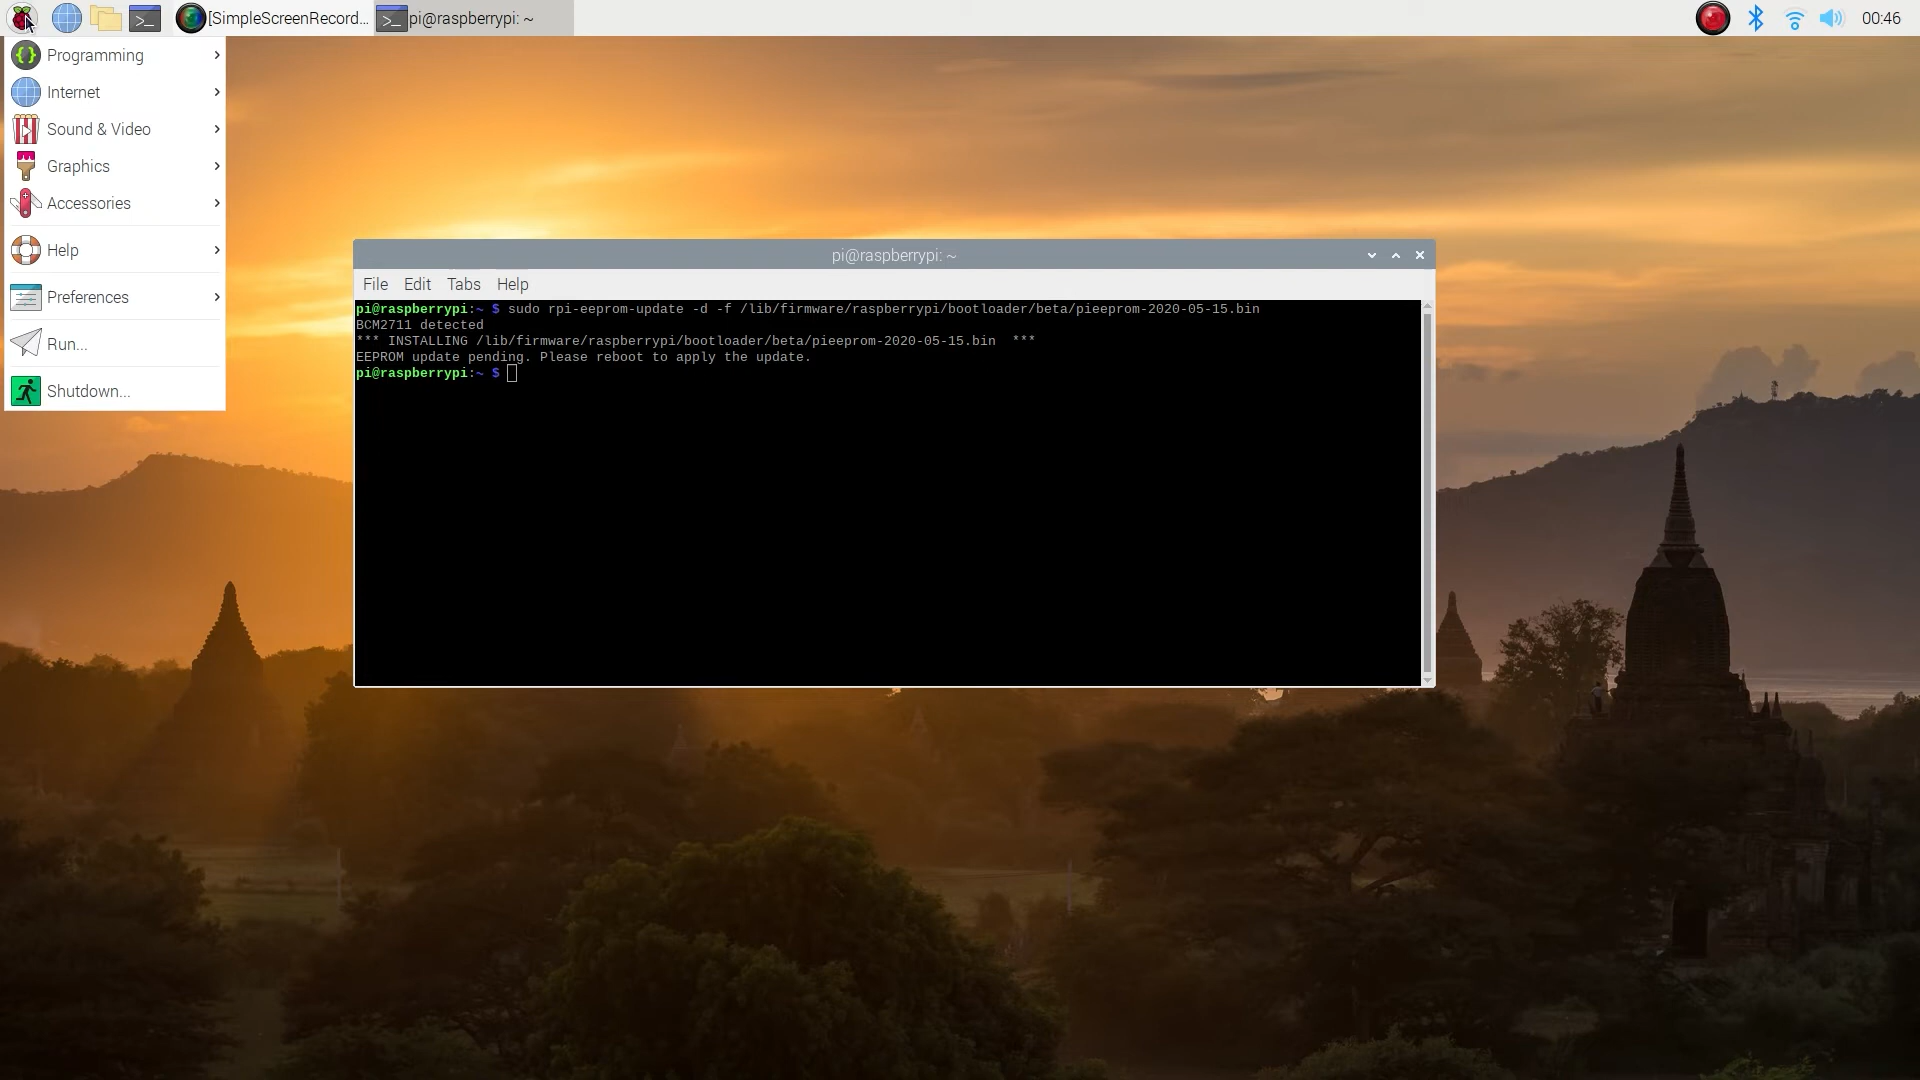 [SimpleScreenRecord...
pi@raspberrypi: ~
00:46
Programming
Internet
Sound & Video
Graphics
Accessories
Help
Preferences
Run...
Shutdown...
pi@raspberrypi: ~
File Edit Tabs Help
pi@raspberrypi:~ $ sudo rpi-eeprom-update -d -f /lib/firmware/raspberrypi/bootloader/beta/pieeprom-2020-05-15.bin
BCM2711 detected
*** INSTALLING /lib/firmware/raspberrypi/bootloader/beta/pieeprom-2020-05-15.bin  ***
EEPROM update pending. Please reboot to apply the update.
pi@raspberrypi:~ $